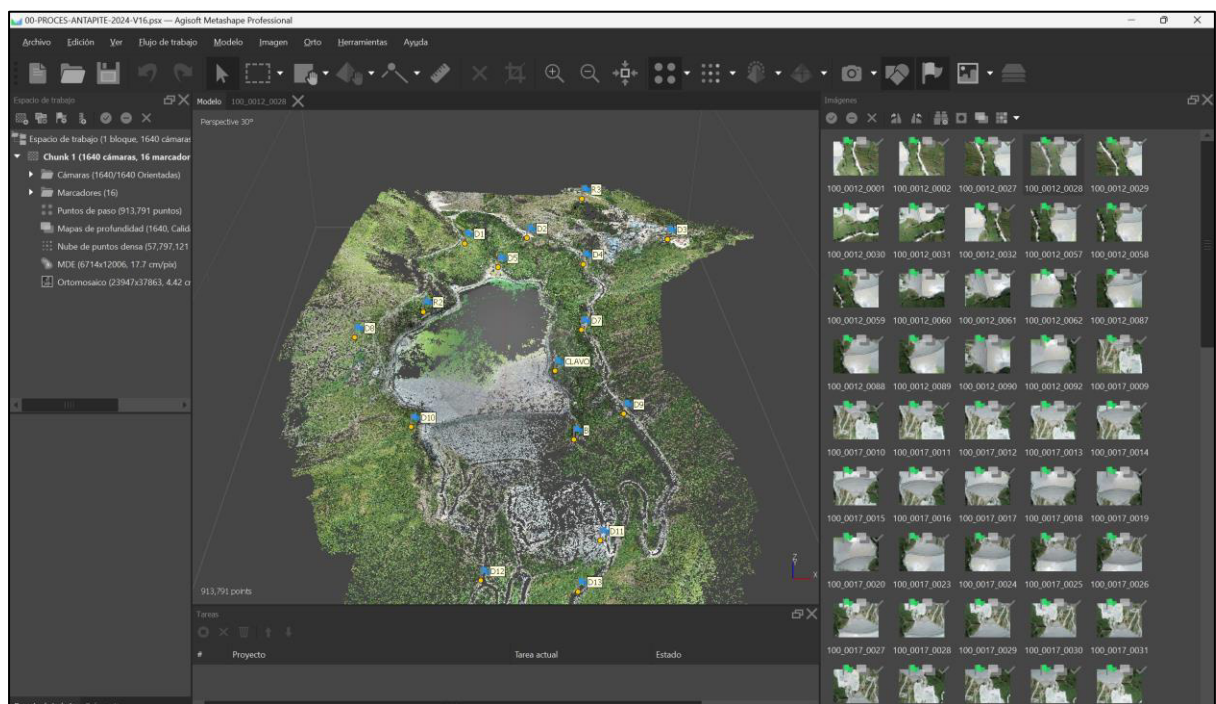 00-PROCES-ANTAPITE-2024-V16.psx — Agisoft Metashape Professional
Archivo Edición Ver Flujo de trabajo Modelo Imagen Orto Herramientas Ayuda
Espacio de trabajo
Espacio de trabajo (1 bloque, 1640 cámaras
Chunk 1 (1640 cámaras, 16 marcador
Cámaras (1640/1640 Orientadas)
Marcadores (16)
Puntos de paso (913,791 puntos)
Mapas de profundidad (1640, Calid
Nube de puntos densa (57,797,121
MDE (6714x12006, 17.7 cm/pix)
Ortomosaico (23947x37863, 4.42 cr
Modelo 100_0012_0028
Perspective 30°
R3
D1
D3
D4
D5
R2
D7
D8
CLAVO
D9
D10
D11
D12
D13
Z
X
913,791 points
Tareas
# Proyecto Tarea actual Estado
Imágenes
100_0012_0001 100_0012_0002 100_0012_0027 100_0012_0028 100_0012_0029
100_0012_0030 100_0012_0031 100_0012_0032 100_0012_0057 100_0012_0058
100_0012_0059 100_0012_0060 100_0012_0061 100_0012_0062 100_0012_0087
100_0012_0088 100_0012_0089 100_0012_0090 100_0012_0092 100_0017_0009
100_0017_0010 100_0017_0011 100_0017_0012 100_0017_0013 100_0017_0014
100_0017_0015 100_0017_0016 100_0017_0017 100_0017_0018 100_0017_0019
100_0017_0020 100_0017_0023 100_0017_0024 100_0017_0025 100_0017_0026
100_0017_0027 100_0017_0028 100_0017_0029 100_0017_0030 100_0017_0031